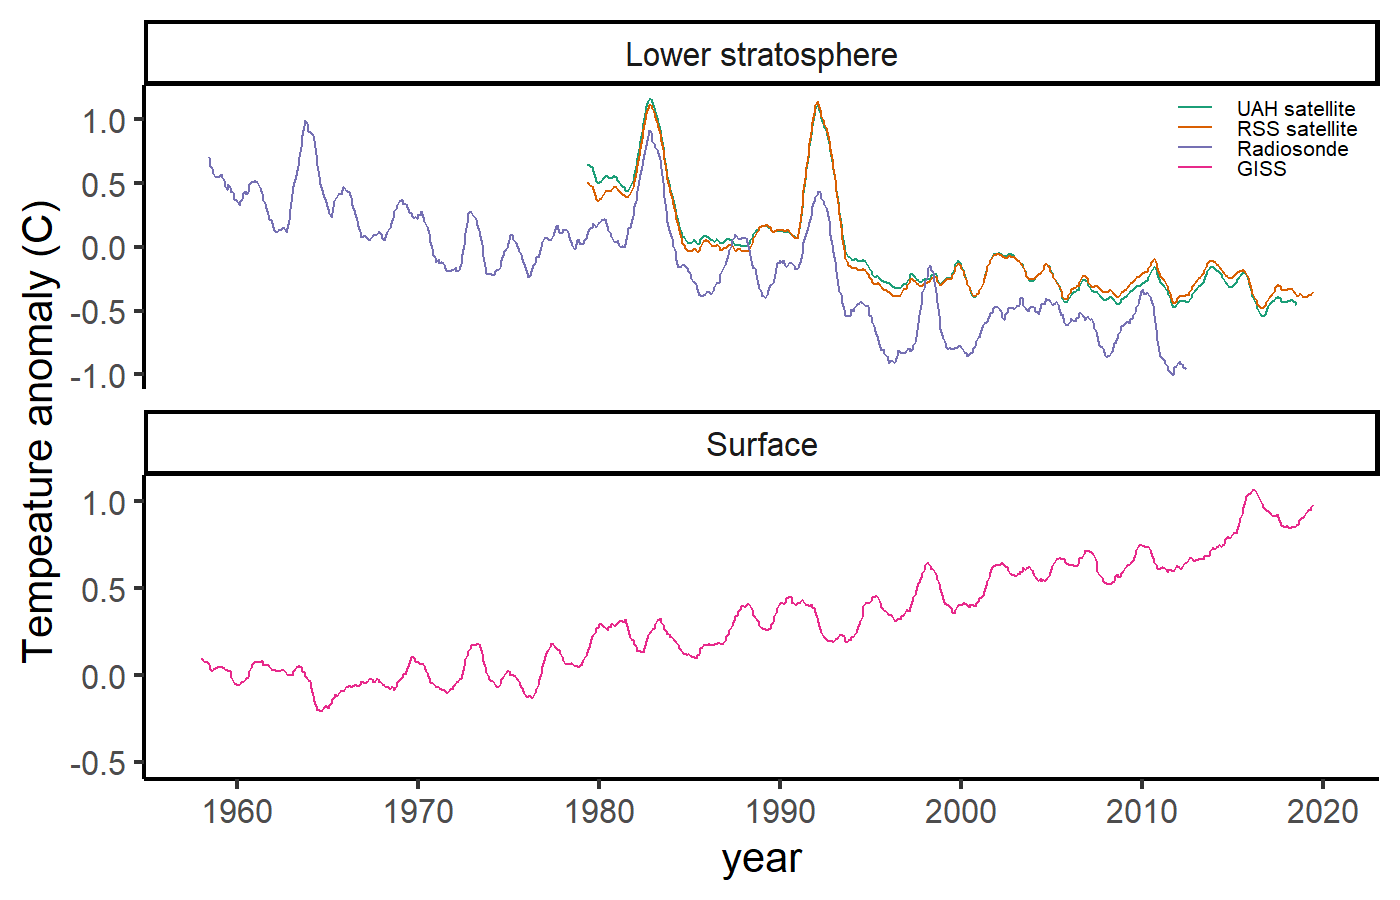 Lower stratosphere
UAH satellite
RSS satellite
Radiosonde
GISS
1.0
0.5
0.0
-0.5
-1.0
Tempeature anomaly (C)
Surface
1.0
0.5
0.0
-0.5
1960 1970 1980 1990 2000 2010 2020
year